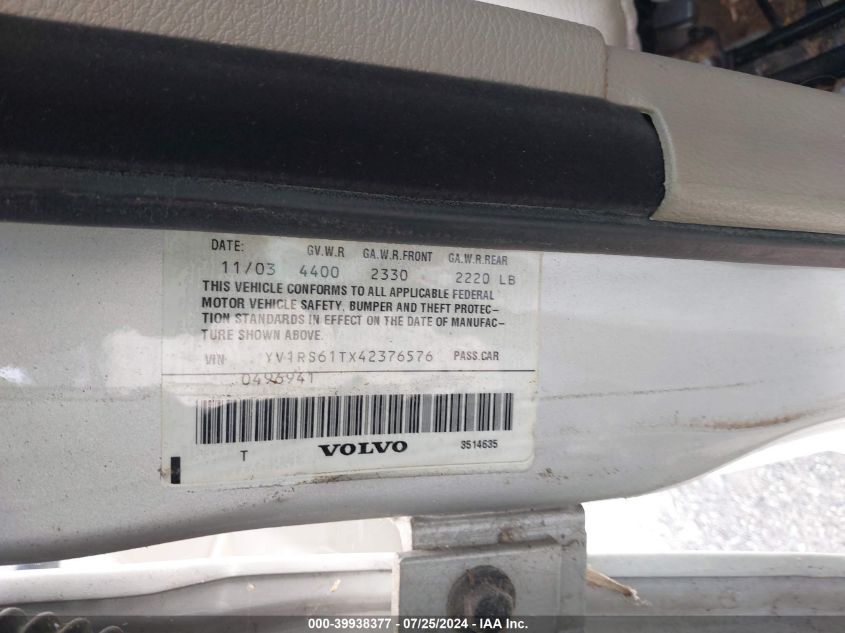 DATE: GV.W.R GA.W.R.FRONT GA.W.R.REAR
11/03 4400 2330 2220 LB
THIS VEHICLE CONFORMS TO ALL APPLICABLE FEDERAL
MOTOR VEHICLE SAFETY, BUMPER AND THEFT PROTEC-
TION STANDARDS IN EFFECT ON THE DATE OF MANUFAC-
TURE SHOWN ABOVE.
VIN YV1RS61TX42376576 PASS.CAR
0496941
T VOLVO 3514635
000-39938377 - 07/25/2024 - IAA Inc.